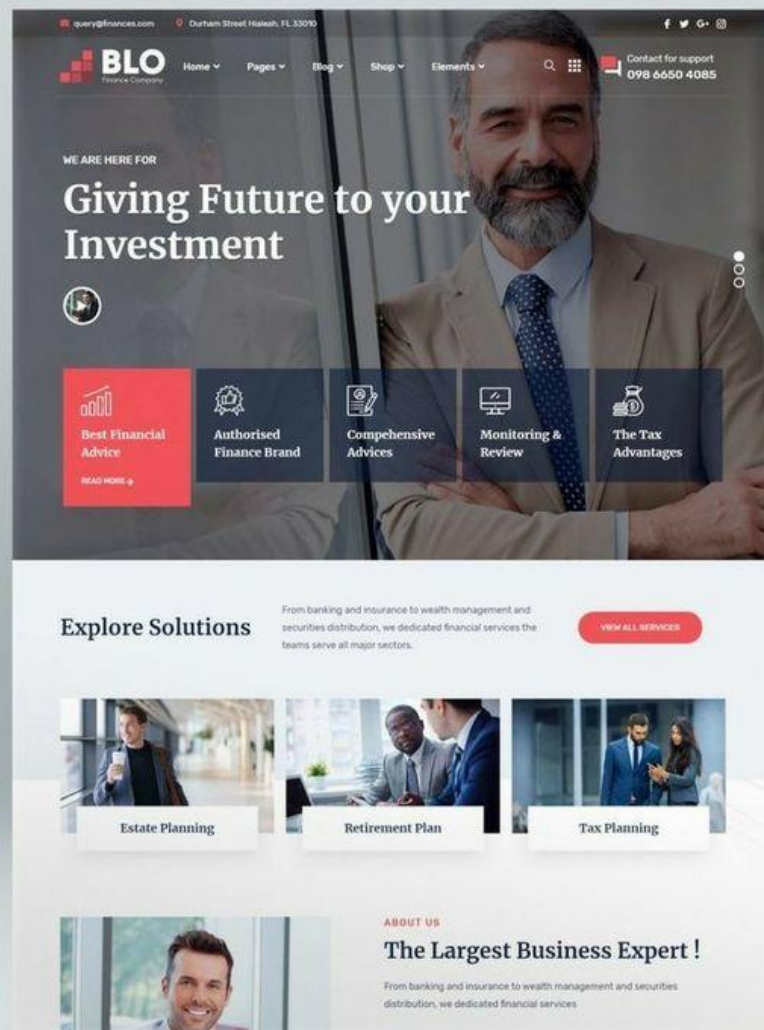 query@finances.com Durham Street Hialeah, FL 33010
BLO
Finance Company
Home Pages Blog Shop Elements
Contact for support
098 6650 4085
WE ARE HERE FOR
Giving Future to your
Investment
Best Financial
Advice
READ MORE
Authorised
Finance Brand
Compehensive
Advices
Monitoring &
Review
The Tax
Advantages
Explore Solutions
From banking and insurance to wealth management and
securities distribution, we dedicated financial services the
teams serve all major sectors.
VIEW ALL SERVICES
Estate Planning
Retirement Plan
Tax Planning
ABOUT US
The Largest Business Expert !
From banking and insurance to wealth management and securities
distribution, we dedicated financial services